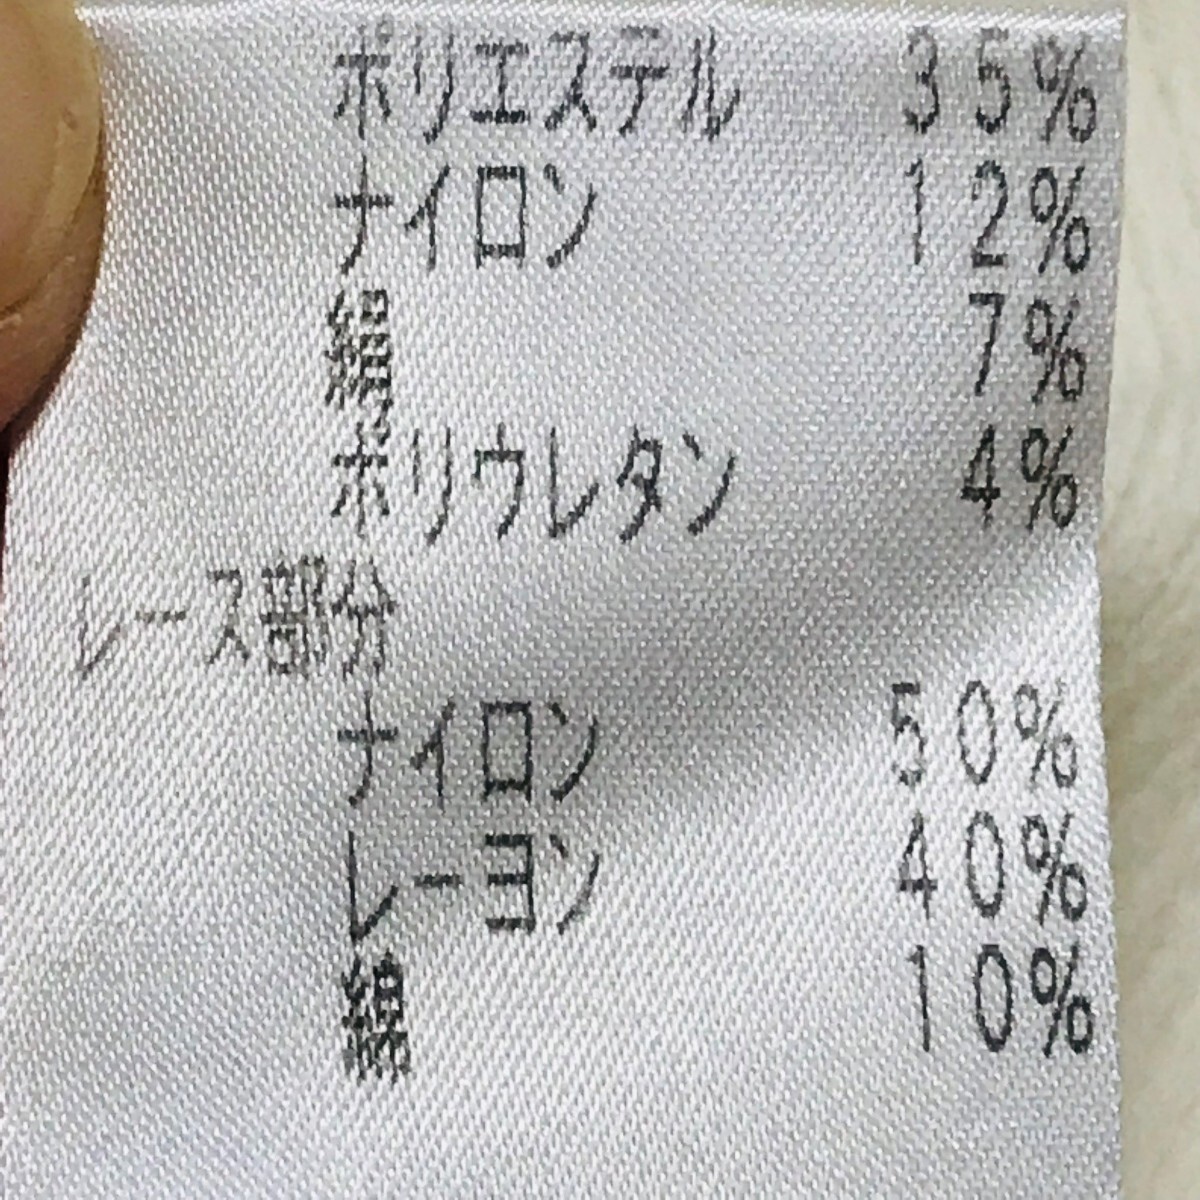 ポリエステル 35%
ナイロン 12%
絹 7%
ポリウレタン 4%
レース部分
ナイロン 50%
レーヨン 40%
綿 10%